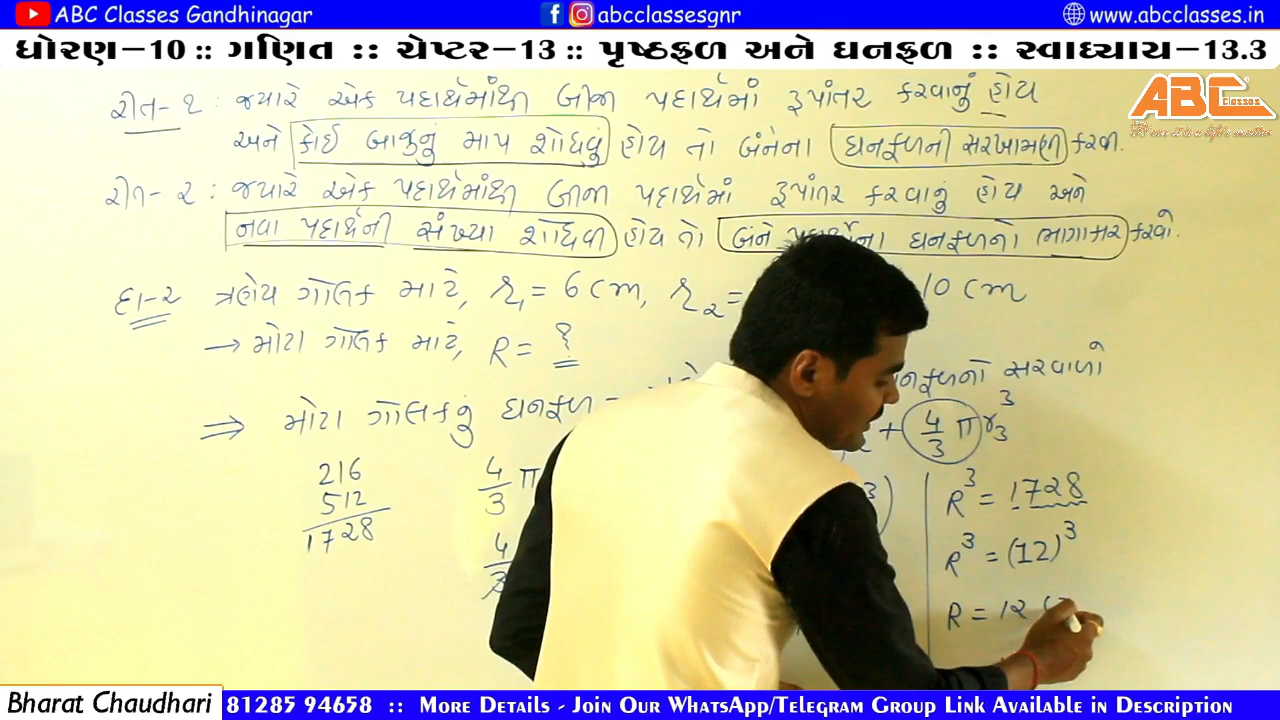 ABC Classes Gandhinagar
abcclassesgnr
www.abcclasses.in
ધોરણ-10 :: ગણિત :: ચેપ્ટર-13 :: પૃષ્ઠફળ અને ઘનફળ :: સ્વાધ્યાય-13.3
ABC Classes
રીત- ૧ : જ્યારે એક પદાર્થમાંથી બીજા પદાર્થમાં રૂપાંતર કરવાનું હોય
અને કોઈ બાજુનું માપ શોધવું હોય તો બંનેના ઘનફળની સરખામણી કરવી.
રીત- ૨ : જ્યારે એક પદાર્થમાંથી બીજા પદાર્થમાં રૂપાંતર કરવાનું હોય અને
નવા પદાર્થની સંખ્યા શોધવી હોય તો બંને પદાર્થોના ઘનફળનો ભાગાકાર કરવો.
દા-૨ ત્રણેય ગોલક માટે, r₁ = 6 cm, r₂ = 10 cm
→ મોટા ગોલક માટે, R = ?
⇒ મોટા ગોલકનું ઘનફળ = ઘનફળનો સરવાળો
+ 4/3 π r₃³
216
512
1728
4/3 π
4/3
R³ = 1728
R³ = (12)³
R = 12
Bharat Chaudhari
81285 94658 :: More Details - Join Our WhatsApp/Telegram Group Link Available in Description